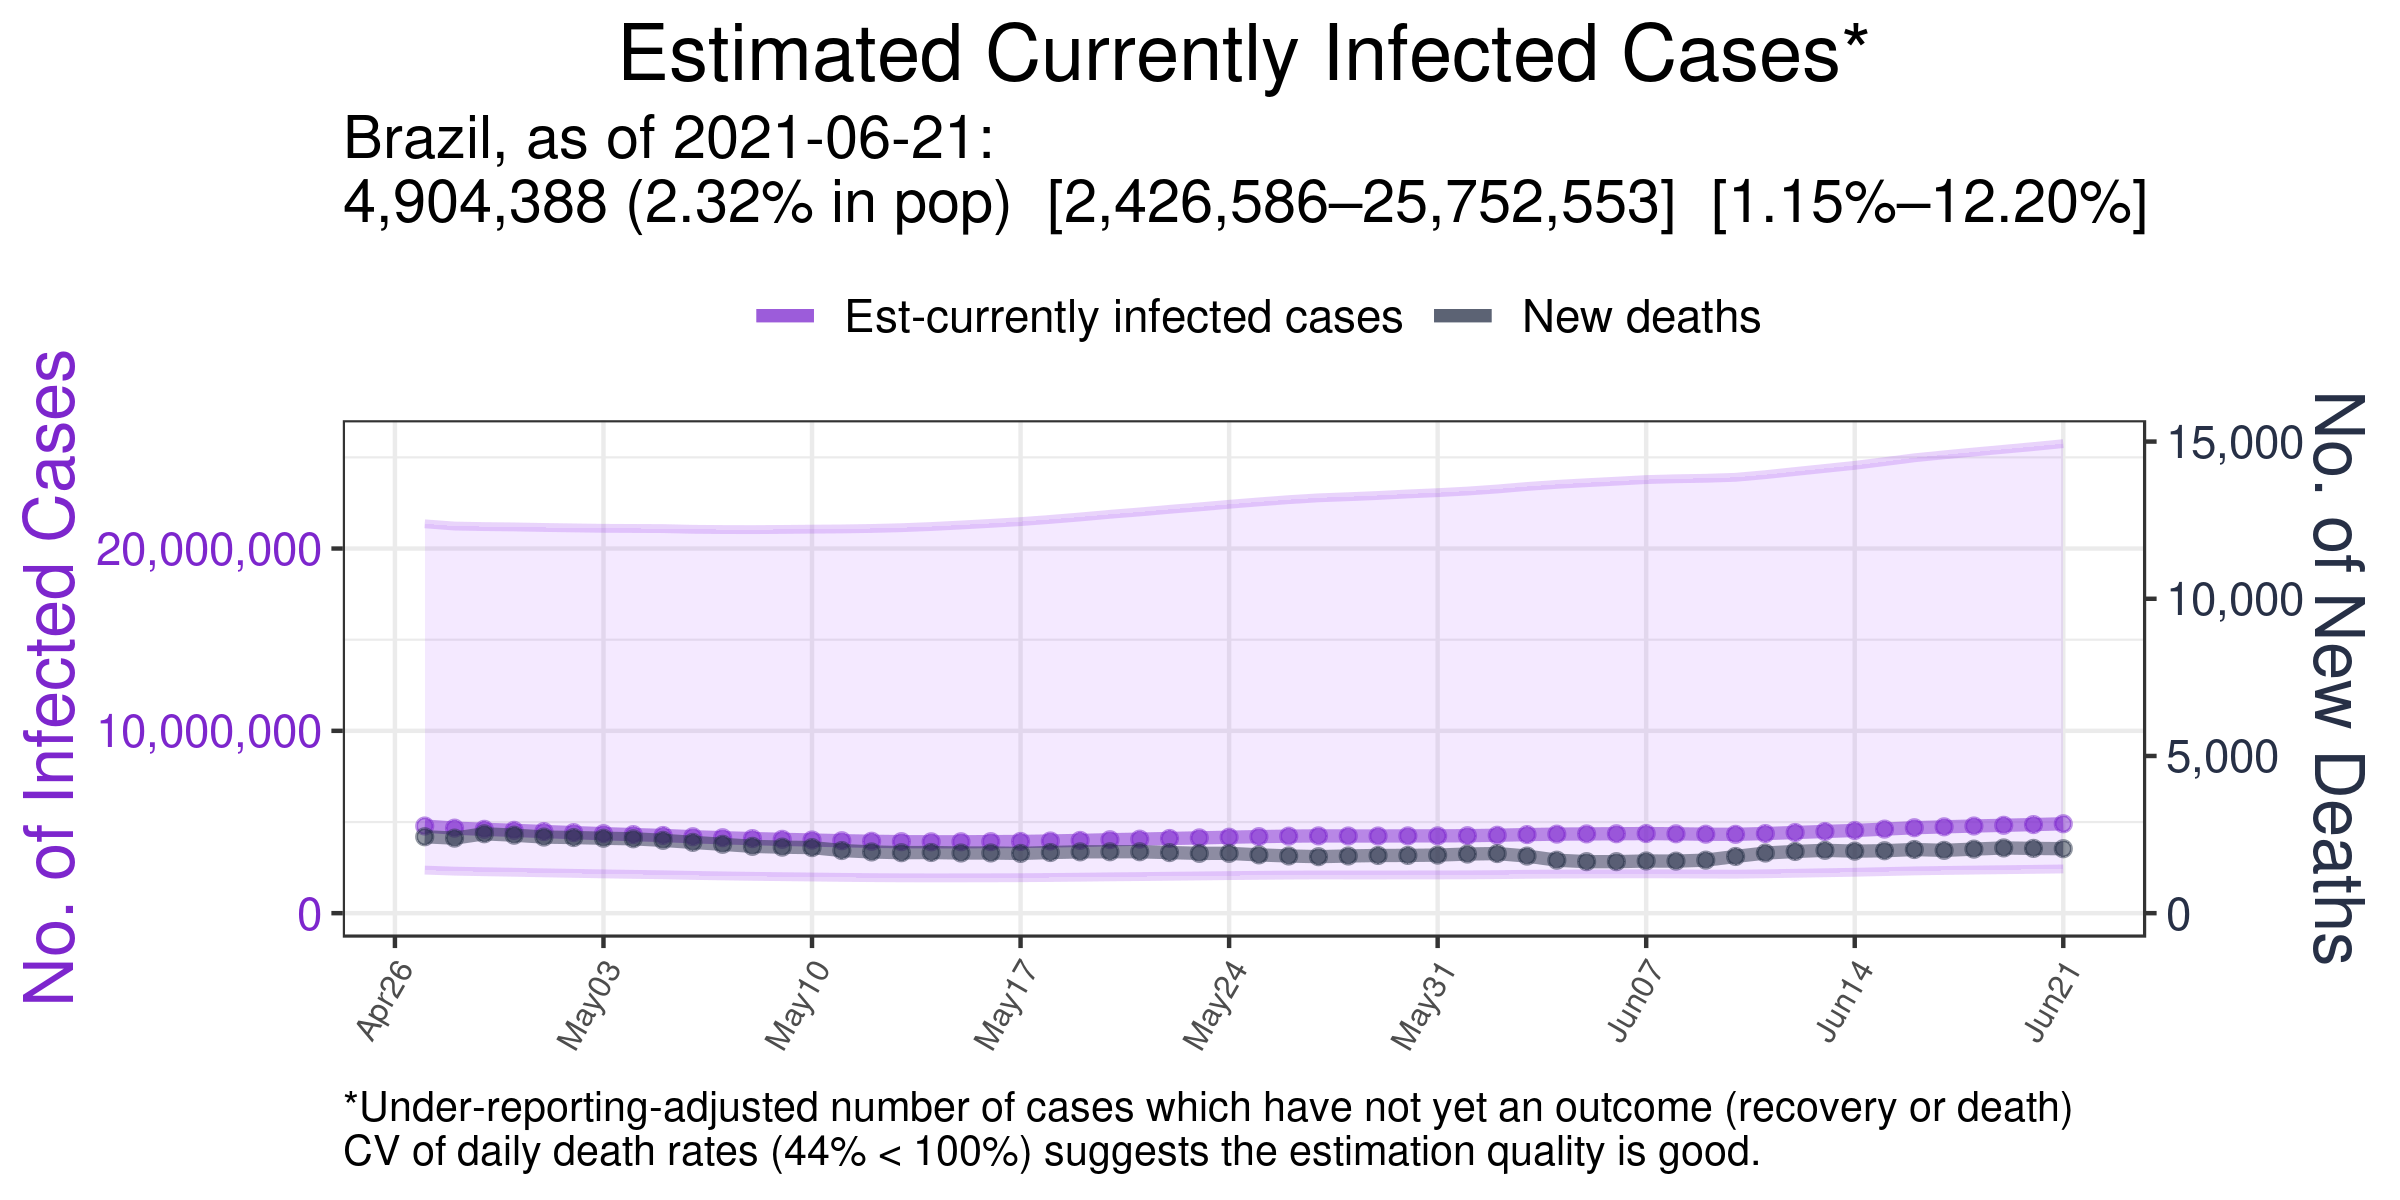 Estimated Currently Infected Cases*
Brazil, as of 2021-06-21:
4,904,388 (2.32% in pop) [2,426,586–25,752,553] [1.15%–12.20%]
Est-currently infected cases
New deaths
No. of Infected Cases
20,000,000
10,000,000
0
15,000
10,000
5,000
0
No. of New Deaths
Apr26
May03
May10
May17
May24
May31
Jun07
Jun14
Jun21
*Under-reporting-adjusted number of cases which have not yet an outcome (recovery or death)
CV of daily death rates (44% < 100%) suggests the estimation quality is good.